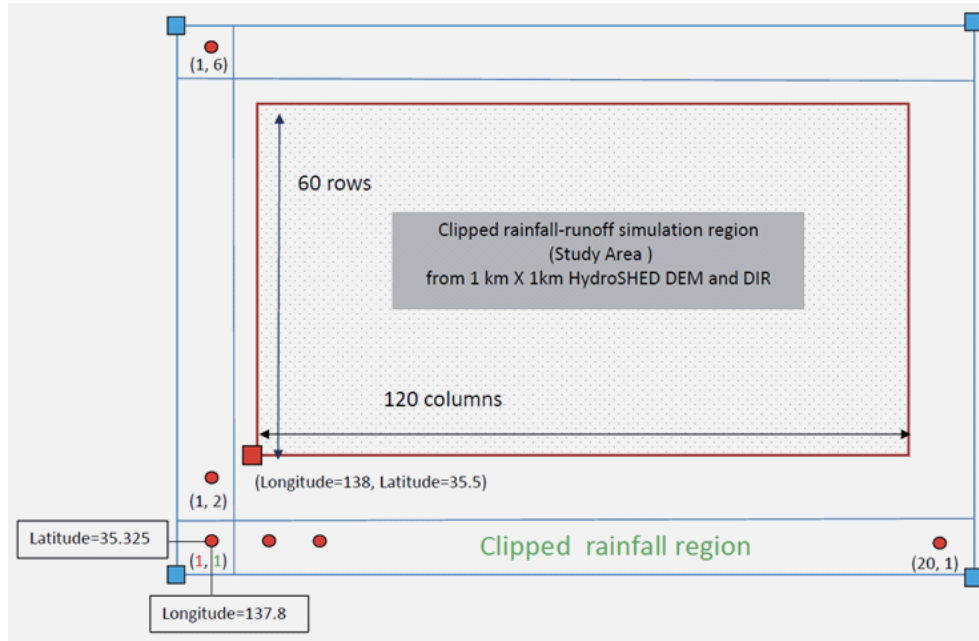 (1, 6)
60 rows
Clipped rainfall-runoff simulation region
(Study Area )
from 1 km X 1km HydroSHED DEM and DIR
120 columns
(Longitude=138, Latitude=35.5)
(1, 2)
Latitude=35.325
Clipped rainfall region
(1, 1)
(20, 1)
Longitude=137.8